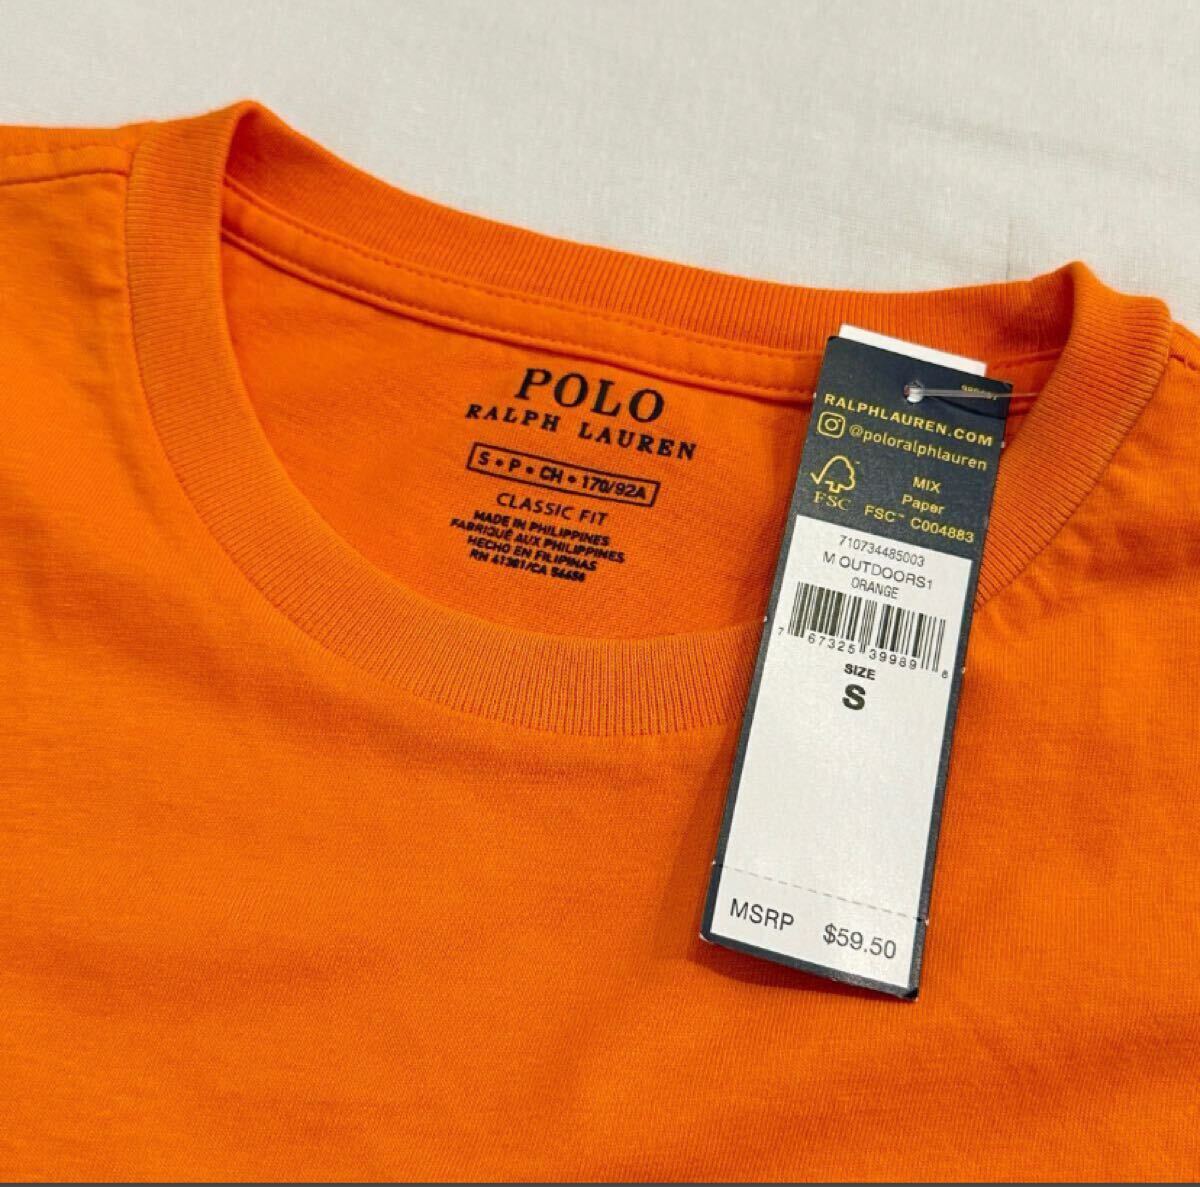 POLO
RALPH LAUREN
S • P • CH • 170/92A
CLASSIC FIT
MADE IN PHILIPPINES
FABRIQUÉ AUX PHILIPPINES
HECHO EN FILIPINAS
RN 41381/CA 54456
RALPHLAUREN.COM
@poloralphlauren
FSC
MIX
Paper
FSC™ C004883
710734485003
M OUTDOORS1
ORANGE
7 67325 39989 8
SIZE
S
MSRP $59.50